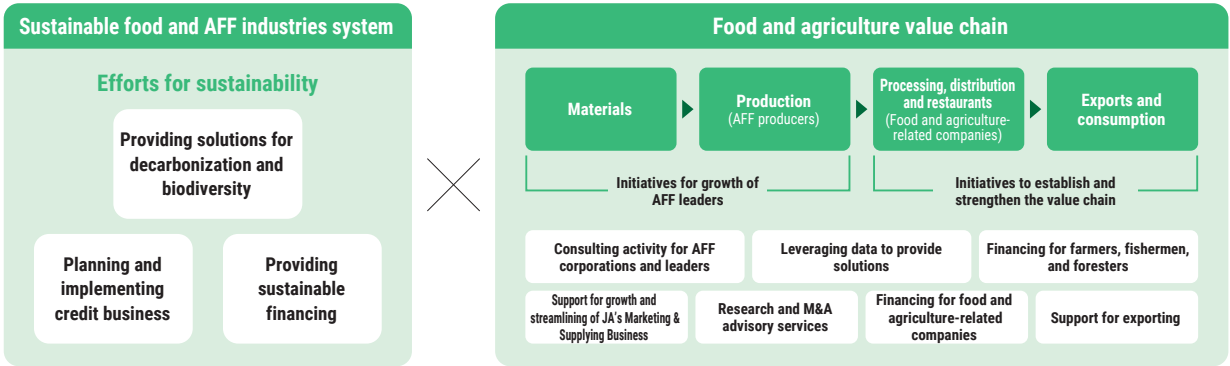 Sustainable food and AFF industries system
Efforts for sustainability
Providing solutions for
decarbonization and
biodiversity
Planning and
implementing
credit business
Providing
sustainable
financing
Food and agriculture value chain
Materials
Production
(AFF producers)
Processing, distribution
and restaurants
(Food and agriculture-
related companies)
Exports and
consumption
Initiatives for growth of
AFF leaders
Initiatives to establish and
strengthen the value chain
Consulting activity for AFF
corporations and leaders
Leveraging data to provide
solutions
Financing for farmers, fishermen,
and foresters
Support for growth and
streamlining of JA’s Marketing &
Supplying Business
Research and M&A
advisory services
Financing for food and
agriculture-related
companies
Support for exporting